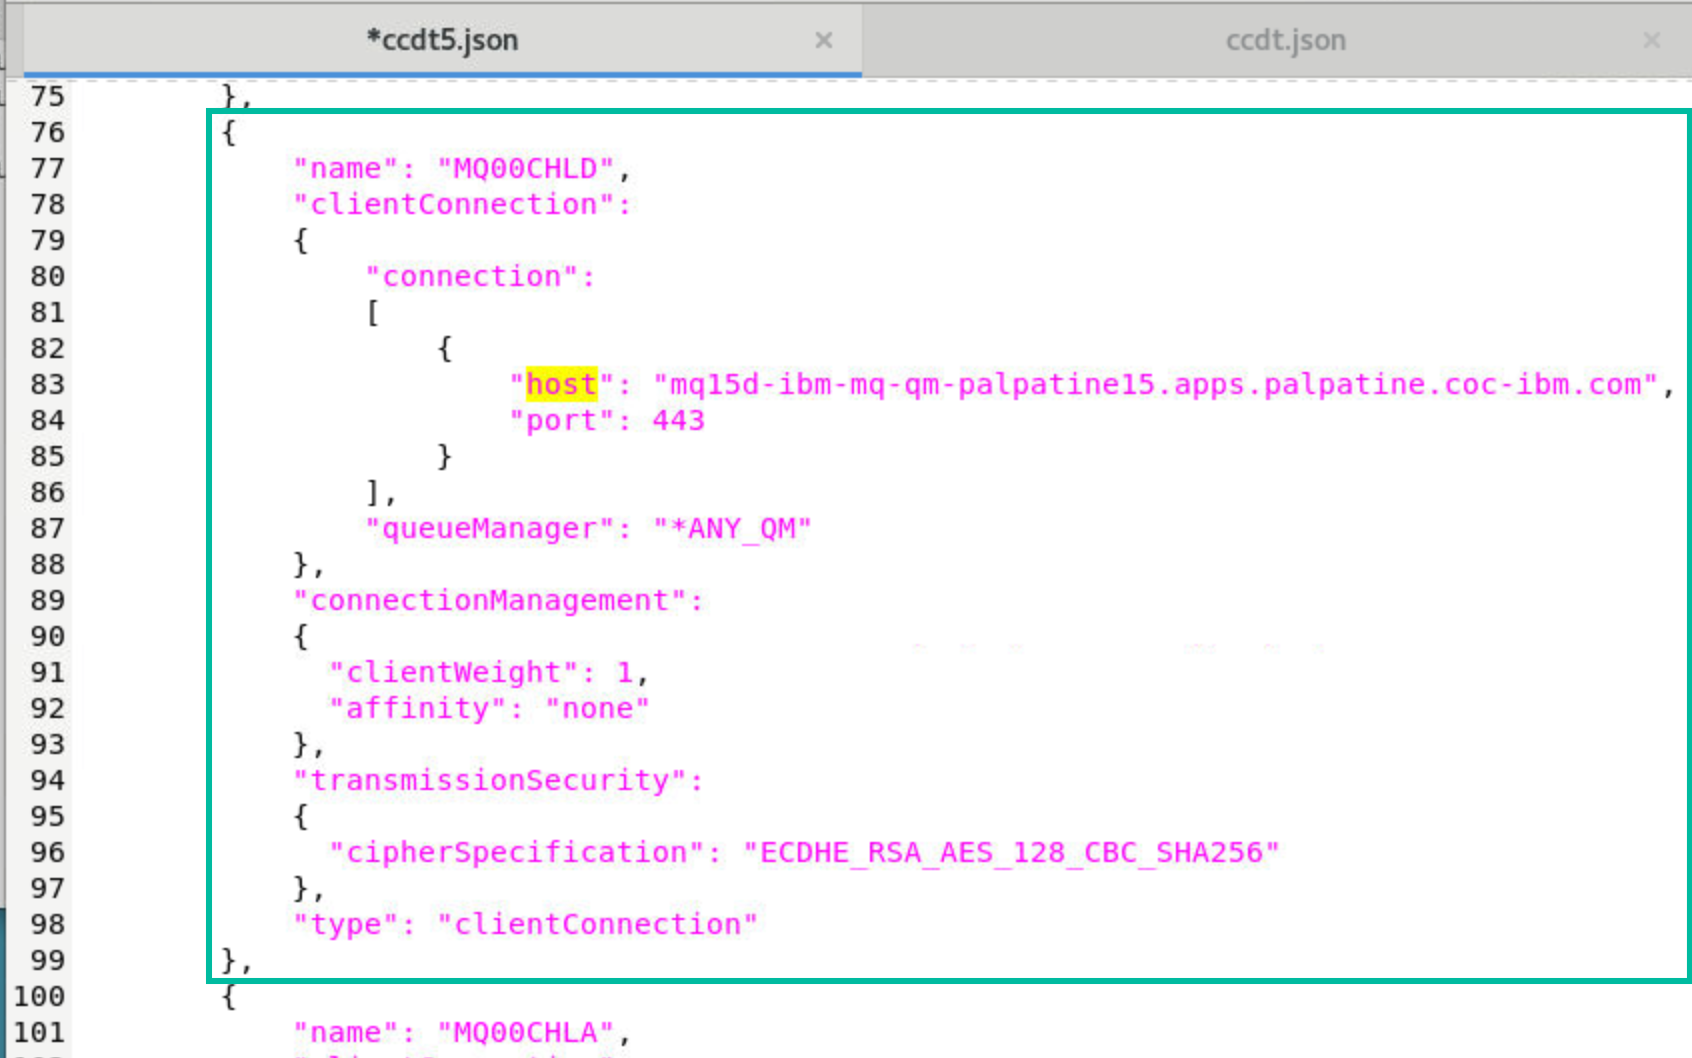 *ccdt5.json × ccdt.json ×
75 },
76 {
77 "name": "MQ00CHLD",
78 "clientConnection":
79 {
80 "connection":
81 [
82 {
83 "host": "mq15d-ibm-mq-qm-palpatine15.apps.palpatine.coc-ibm.com",
84 "port": 443
85 }
86 ],
87 "queueManager": "*ANY_QM"
88 },
89 "connectionManagement":
90 {
91 "clientWeight": 1,
92 "affinity": "none"
93 },
94 "transmissionSecurity":
95 {
96 "cipherSpecification": "ECDHE_RSA_AES_128_CBC_SHA256"
97 },
98 "type": "clientConnection"
99 },
100 {
101 "name": "MQ00CHLA",